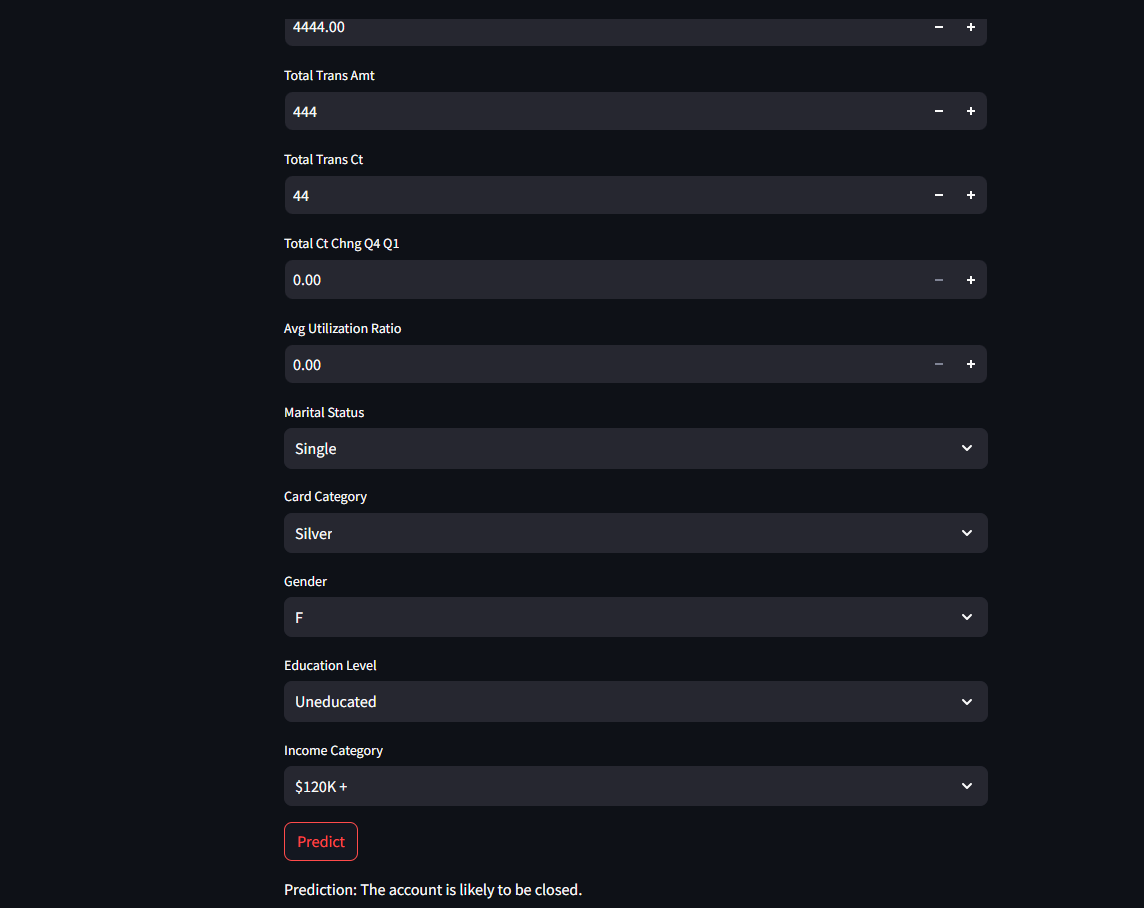 4444.00
Total Trans Amt
444
Total Trans Ct
44
Total Ct Chng Q4 Q1
0.00
Avg Utilization Ratio
0.00
Marital Status
Single
Card Category
Silver
Gender
F
Education Level
Uneducated
Income Category
$120K +
Predict
Prediction: The account is likely to be closed.